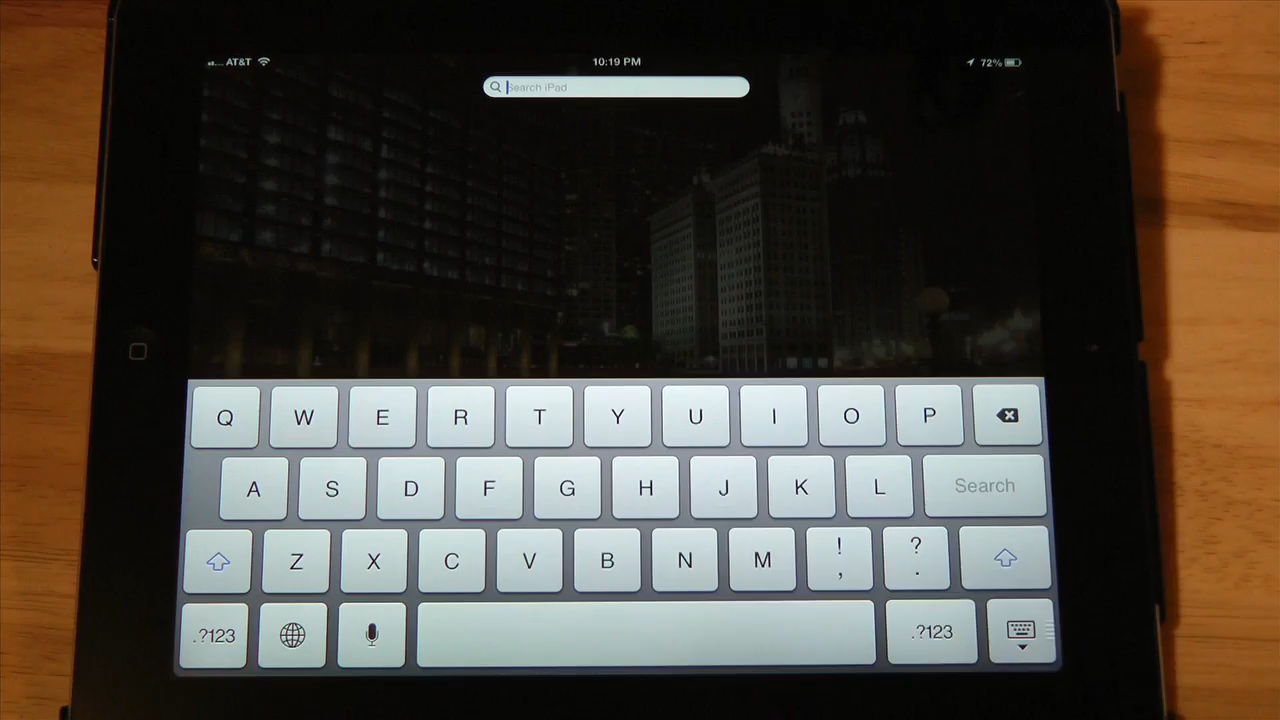 AT&T 10:19 PM 72%
Search iPad
Q W E R T Y U I O P
A S D F G H J K L Search
Z X C V B N M ! , ? .
.?123 .?123